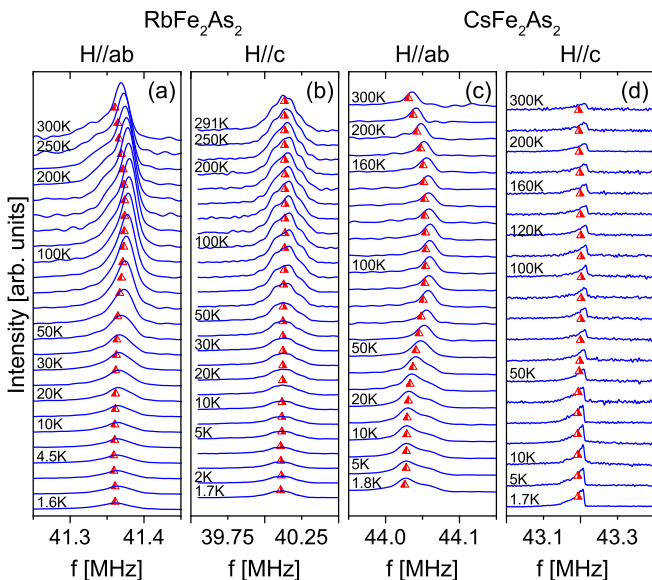 RbFe₂As₂ CsFe₂As₂
H//ab H//c H//ab H//c
(a) (b) (c) (d)
Intensity [arb. units]
300K
250K
200K
100K
50K
30K
20K
10K
4.5K
1.6K
291K
250K
200K
100K
50K
30K
20K
10K
5K
2K
1.7K
300K
200K
160K
100K
50K
20K
10K
5K
1.8K
300K
200K
160K
120K
100K
50K
10K
5K
1.7K
41.3 41.4 39.75 40.25 44.0 44.1 43.1 43.3
f [MHz] f [MHz] f [MHz] f [MHz]